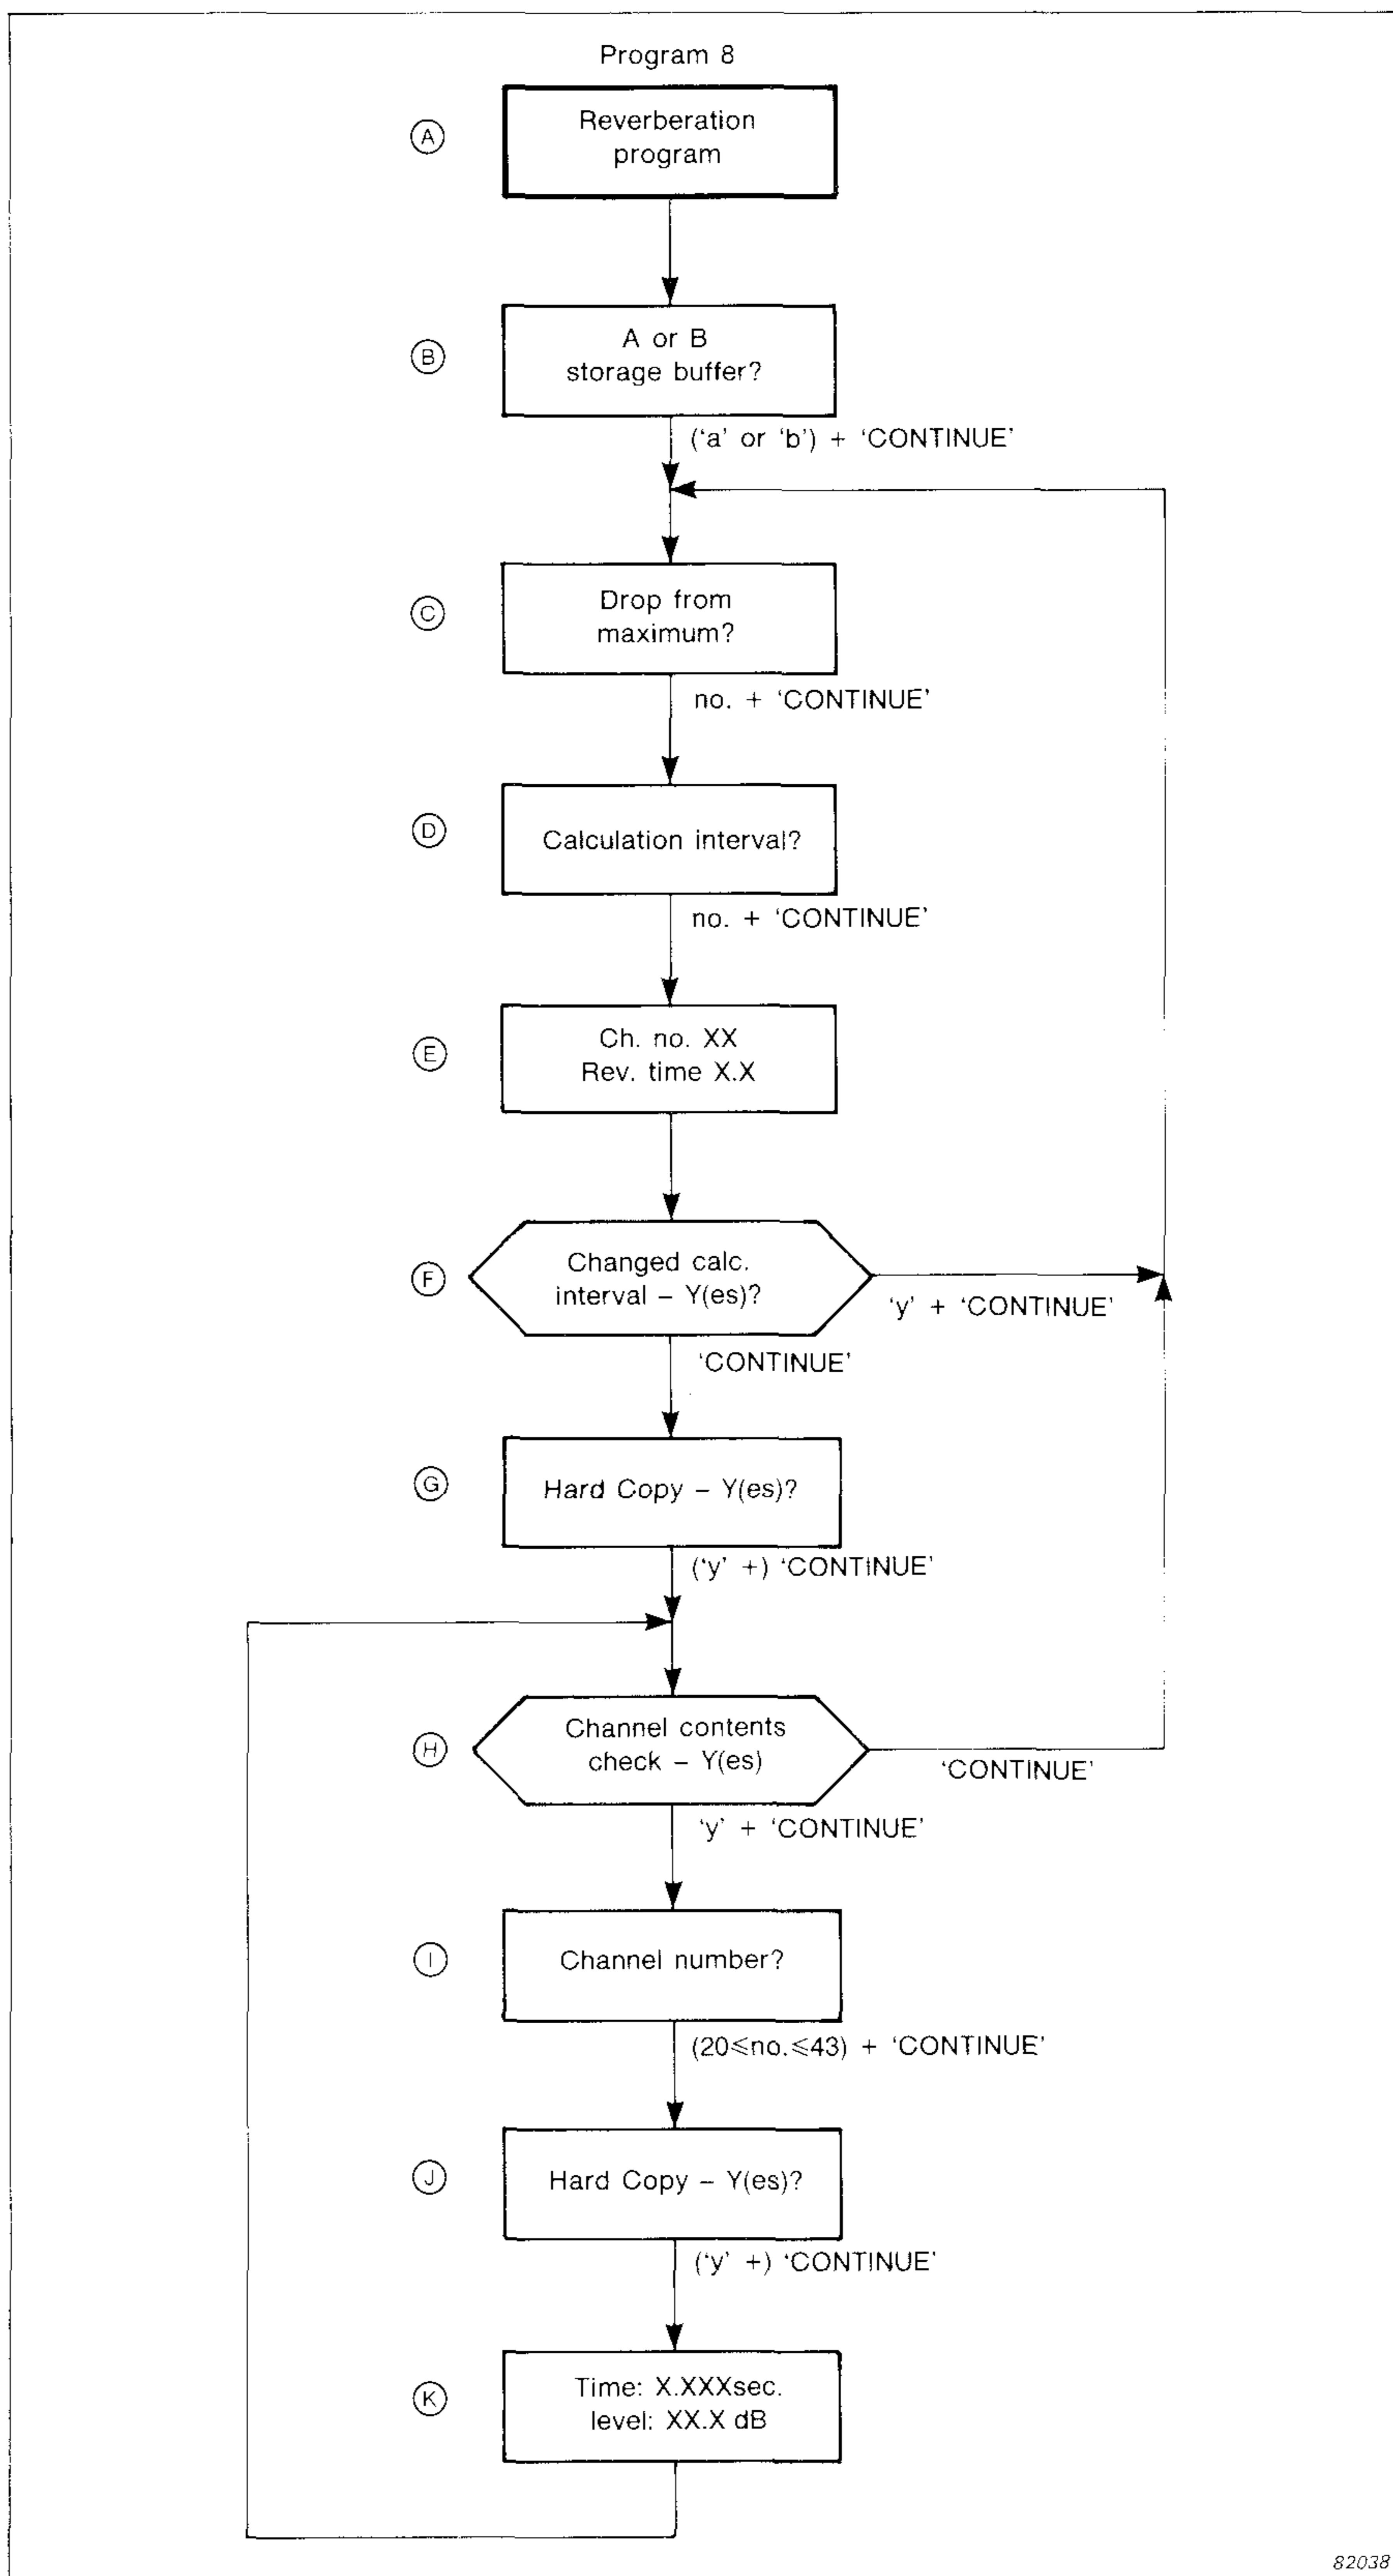 Program 8
A
Reverberation
program
B
A or B
storage buffer?
('a' or 'b') + 'CONTINUE'
C
Drop from
maximum?
no. + 'CONTINUE'
D
Calculation interval?
no. + 'CONTINUE'
E
Ch. no. XX
Rev. time X.X
F
Changed calc.
interval – Y(es)?
'y' + 'CONTINUE'
'CONTINUE'
G
Hard Copy – Y(es)?
('y' +) 'CONTINUE'
H
Channel contents
check – Y(es)
'CONTINUE'
'y' + 'CONTINUE'
I
Channel number?
(20⩽no.⩽43) + 'CONTINUE'
J
Hard Copy – Y(es)?
('y' +) 'CONTINUE'
K
Time: X.XXXsec.
level: XX.X dB
82038